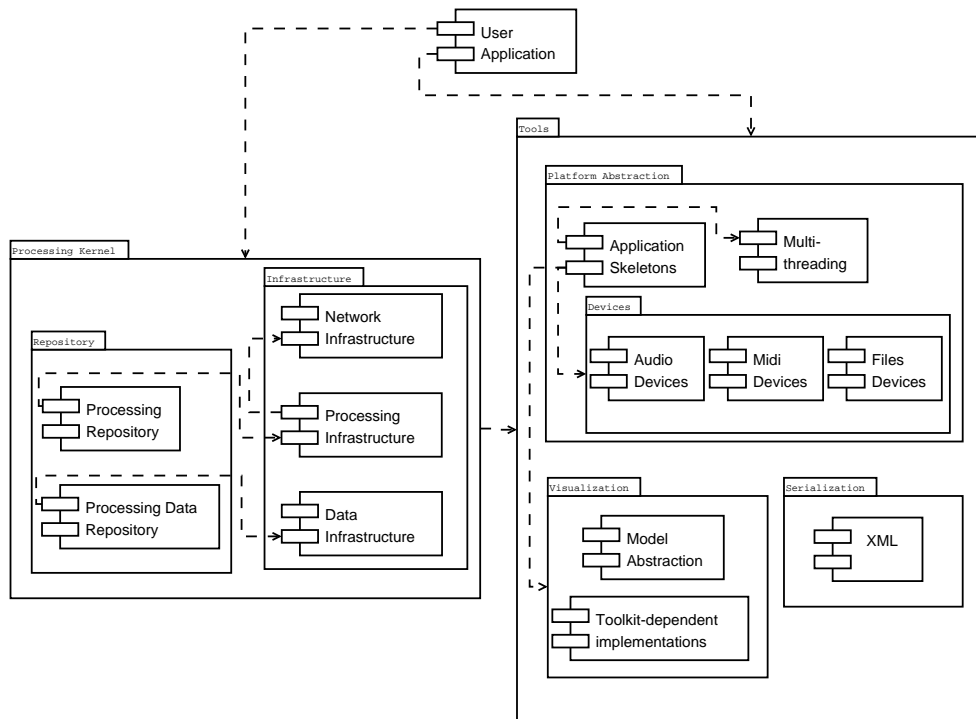 User
Application
Tools
Platform Abstraction
Application
Skeletons
Multi-
threading
Processing Kernel
Infrastructure
Network
Infrastructure
Devices
Audio
Devices
Midi
Devices
Files
Devices
Repository
Processing
Repository
Processing
Infrastructure
Processing Data
Repository
Data
Infrastructure
Visualization
Model
Abstraction
Toolkit-dependent
implementations
Serialization
XML